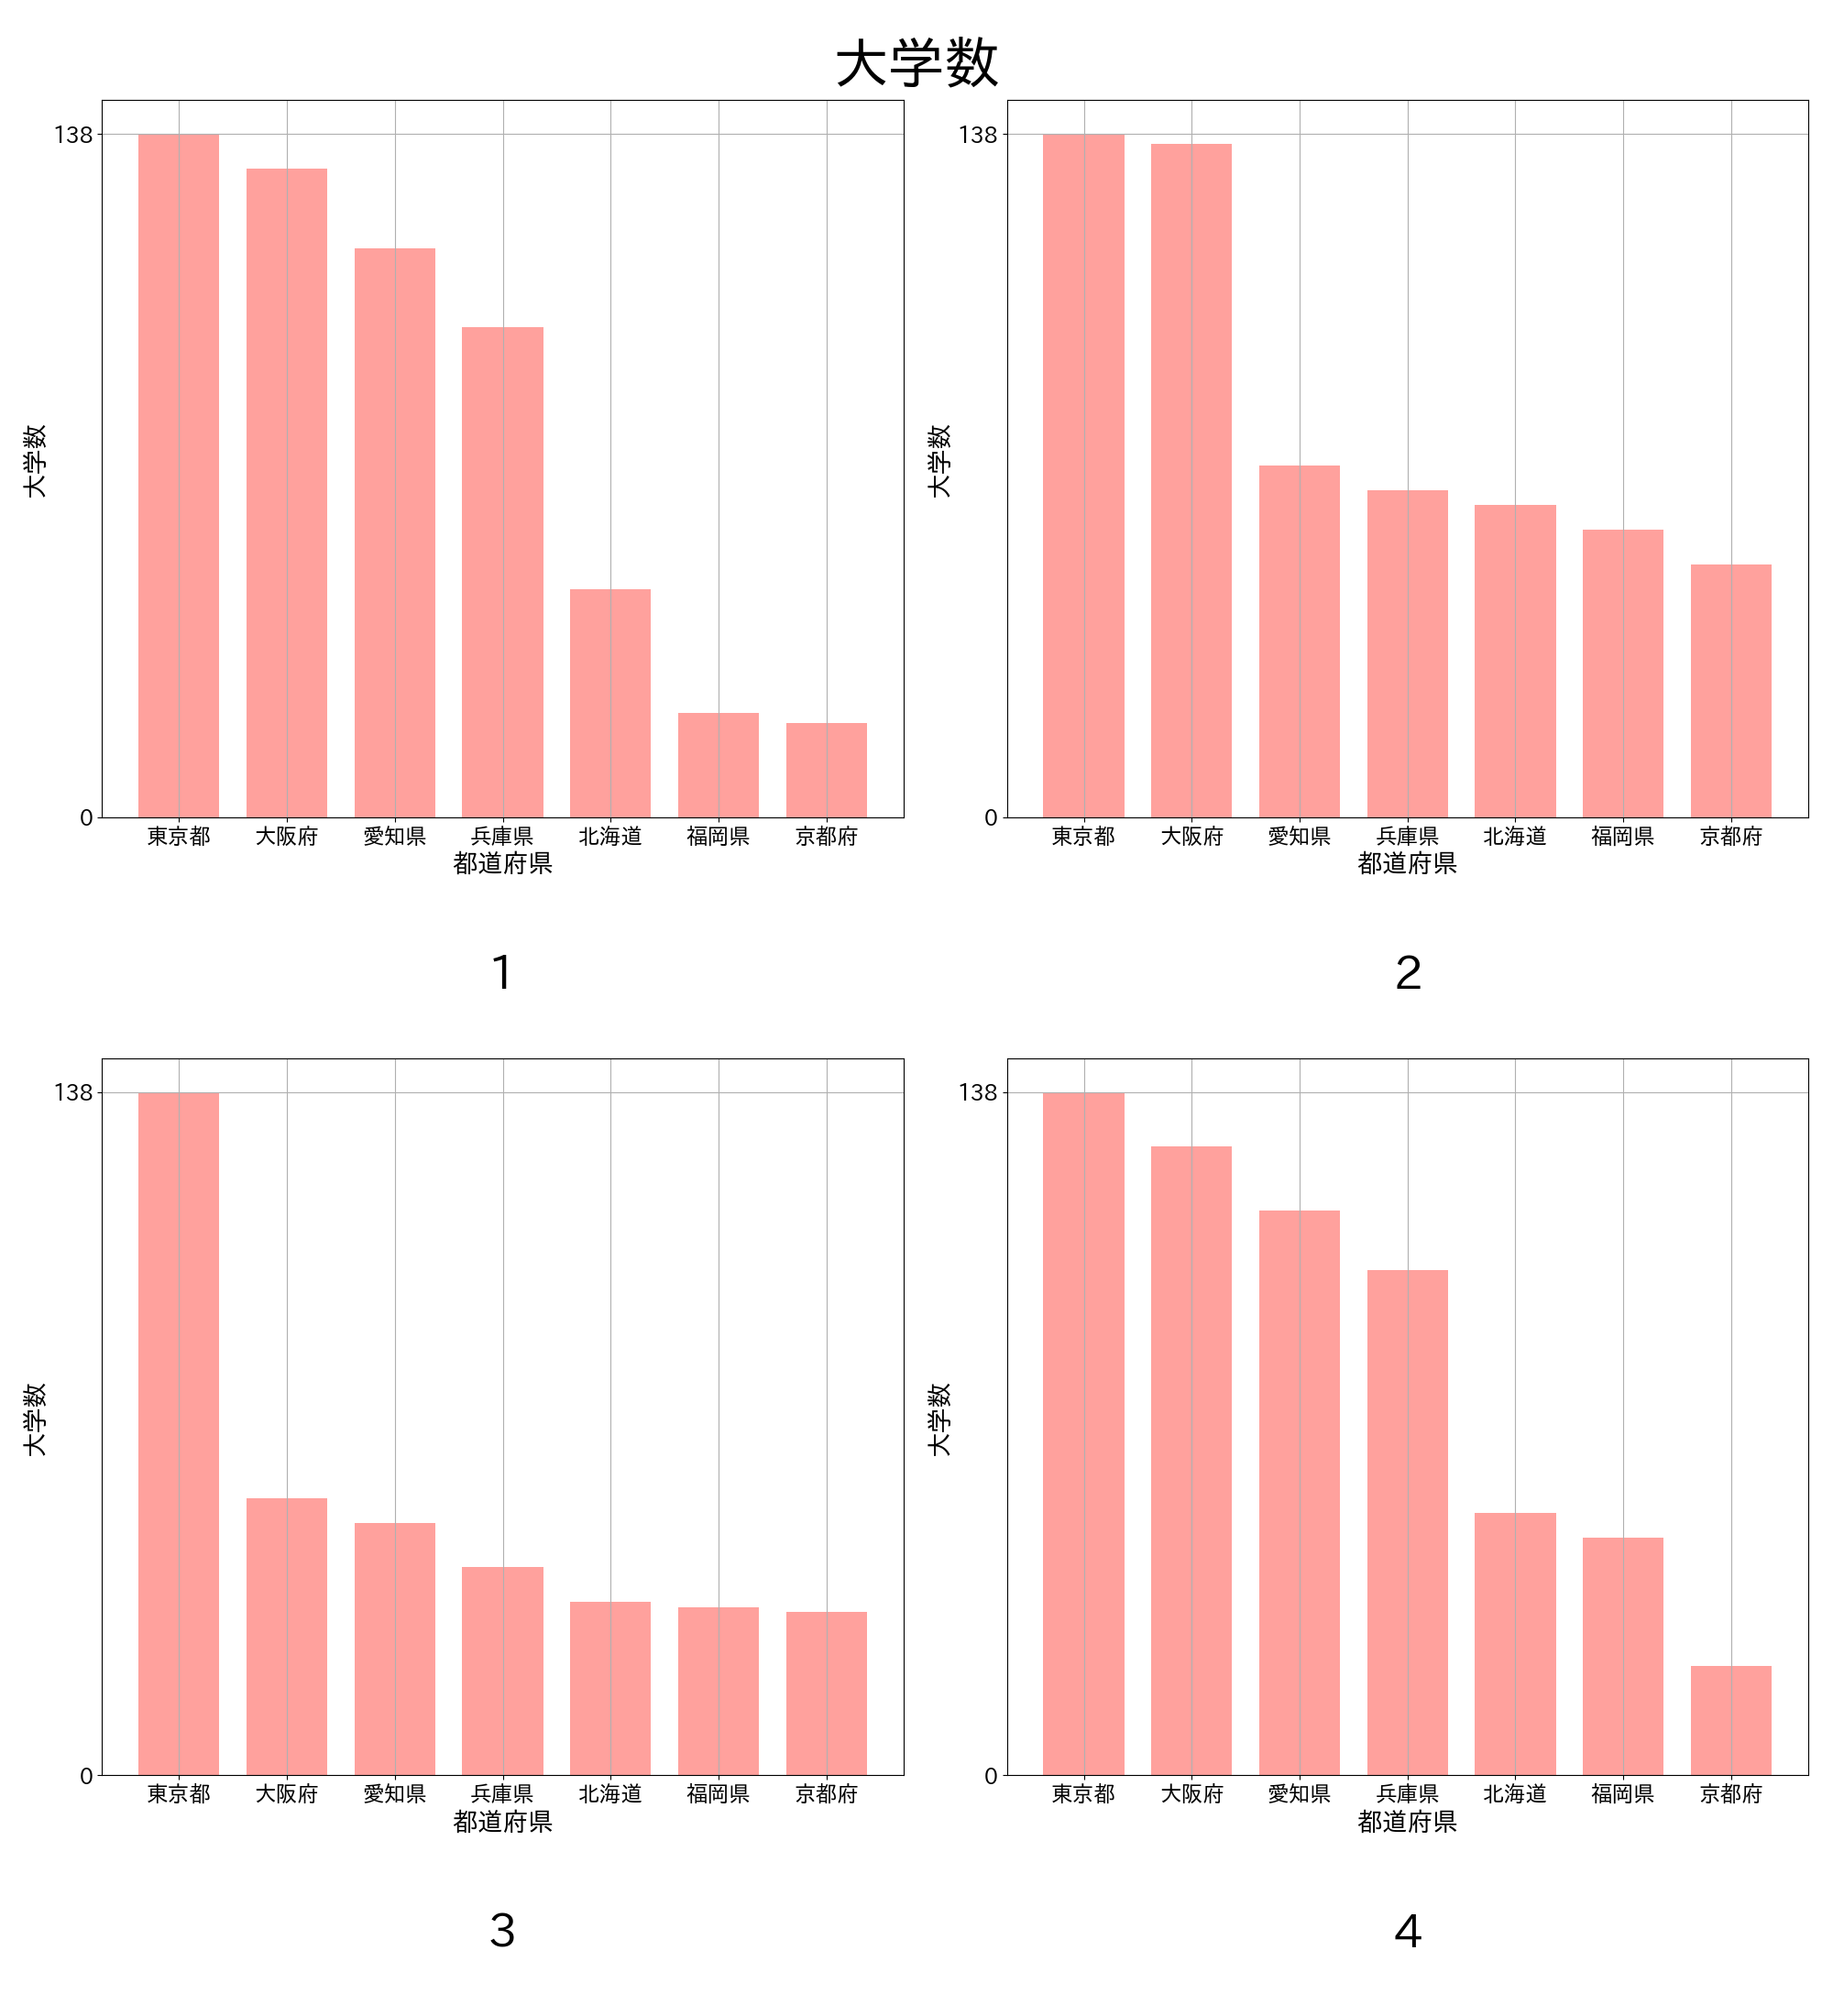 大学数
138
0
大学数
東京都 大阪府 愛知県 兵庫県 北海道 福岡県 京都府
都道府県
1
138
0
大学数
東京都 大阪府 愛知県 兵庫県 北海道 福岡県 京都府
都道府県
2
138
0
大学数
東京都 大阪府 愛知県 兵庫県 北海道 福岡県 京都府
都道府県
3
138
0
大学数
東京都 大阪府 愛知県 兵庫県 北海道 福岡県 京都府
都道府県
4